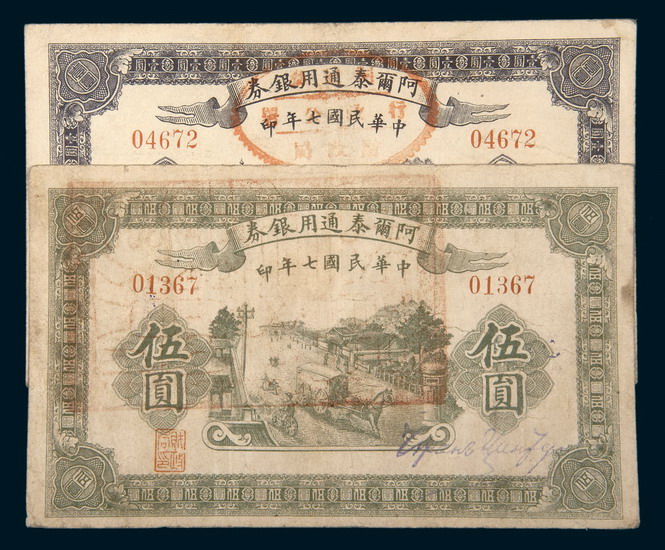 阿爾泰通用銀券
中華民國七年印
04672 04672
阿爾泰通用銀券
中華民國七年印
01367 01367
伍圓 伍圓